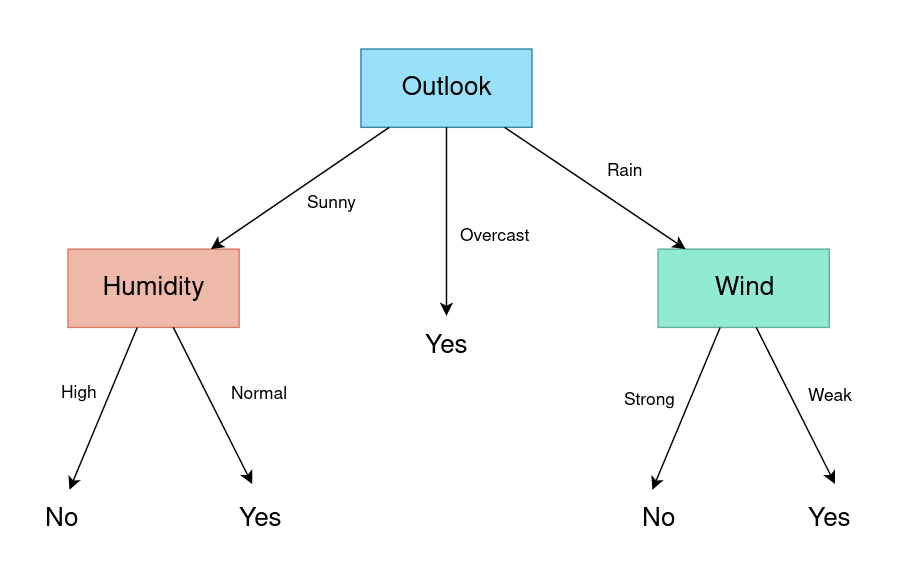 Outlook
Rain
Sunny
Overcast
Humidity
Wind
Yes
High
Normal
Strong
Weak
No
Yes
No
Yes